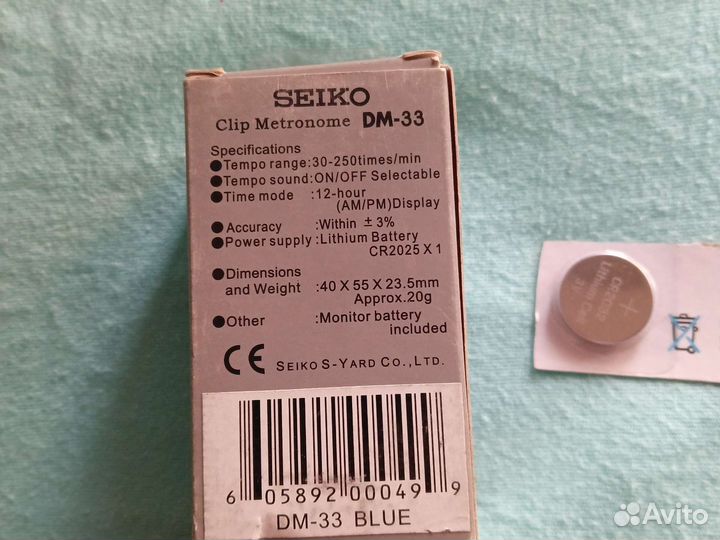 SEIKO
Clip Metronome DM-33
Specifications
●Tempo range:30-250times/min
●Tempo sound:ON/OFF Selectable
●Time mode :12-hour
(AM/PM)Display
●Accuracy :Within ±3%
●Power supply :Lithium Battery
CR2025 X 1
●Dimensions
and Weight :40 X 55 X 23.5mm
Approx.20g
●Other :Monitor battery
included
CE SEIKO S-YARD CO.,LTD.
6 05892 00049 9
DM-33 BLUE
Lithium Cell
Avito